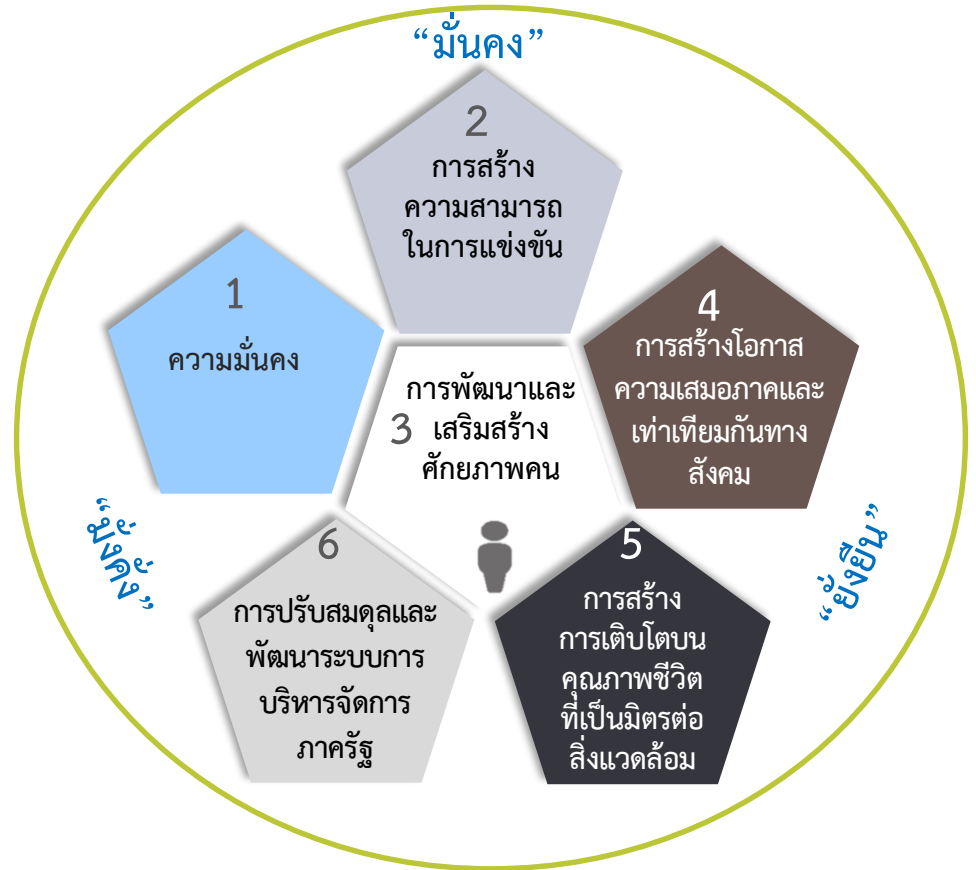 “มั่นคง”
1
ความมั่นคง
2
การสร้าง
ความสามารถ
ในการแข่งขัน
3
การพัฒนาและ
เสริมสร้าง
ศักยภาพคน
4
การสร้างโอกาส
ความเสมอภาคและ
เท่าเทียมกันทาง
สังคม
5
การสร้าง
การเติบโตบน
คุณภาพชีวิต
ที่เป็นมิตรต่อ
สิ่งแวดล้อม
6
การปรับสมดุลและ
พัฒนาระบบการ
บริหารจัดการ
ภาครัฐ
“มั่งคั่ง”
“ยั่งยืน”